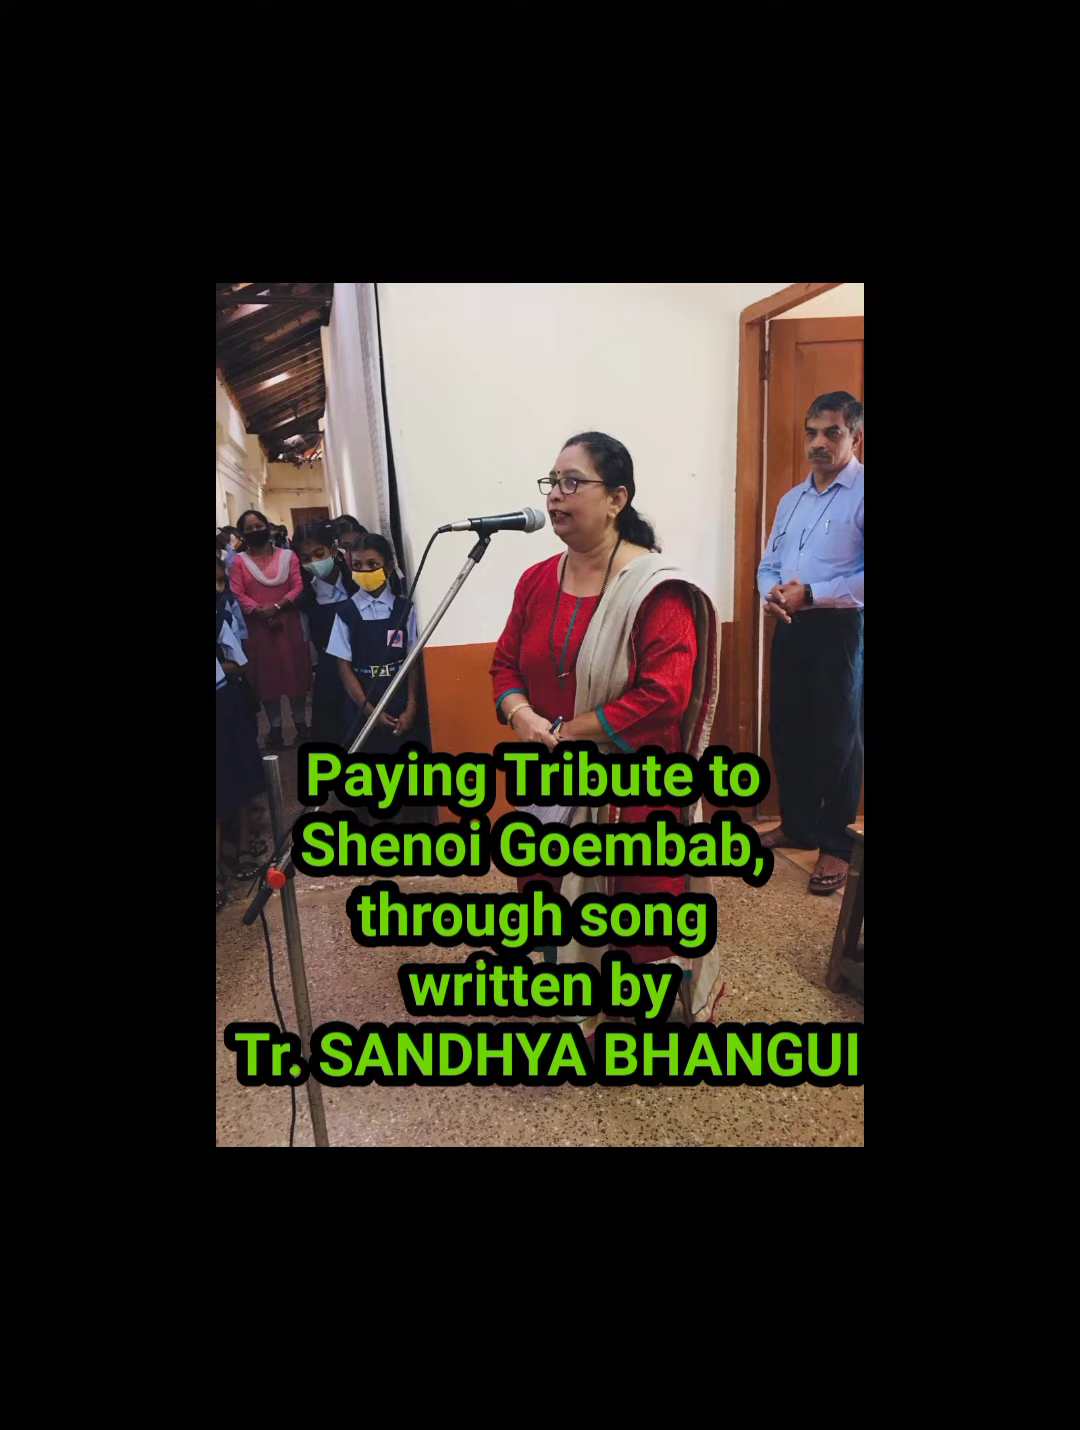 Paying Tribute to
Shenoi Goembab,
through song
written by
Tr. SANDHYA BHANGUI